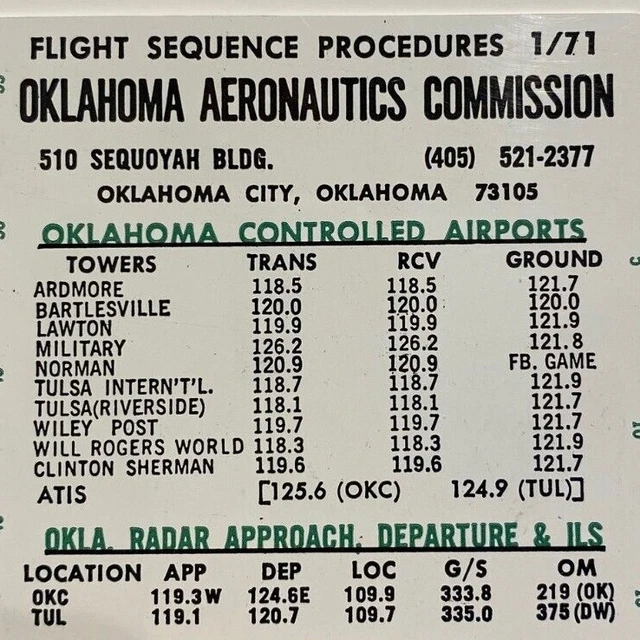 FLIGHT SEQUENCE PROCEDURES 1/71
OKLAHOMA AERONAUTICS COMMISSION
510 SEQUOYAH BLDG. (405) 521-2377
OKLAHOMA CITY, OKLAHOMA 73105
OKLAHOMA CONTROLLED AIRPORTS
TOWERS TRANS RCV GROUND
ARDMORE 118.5 118.5 121.7
BARTLESVILLE 120.0 120.0 120.0
LAWTON 119.9 119.9 121.9
MILITARY 126.2 126.2 121.8
NORMAN 120.9 120.9 FB. GAME
TULSA INTERN'T'L. 118.7 118.7 121.9
TULSA(RIVERSIDE) 118.1 118.1 121.7
WILEY POST 119.7 119.7 121.7
WILL ROGERS WORLD 118.3 118.3 121.9
CLINTON SHERMAN 119.6 119.6 121.7
ATIS [125.6 (OKC) 124.9 (TUL)]
OKLA. RADAR APPROACH, DEPARTURE & ILS
LOCATION APP DEP LOC G/S OM
OKC 119.3W 124.6E 109.9 333.8 219 (OK)
TUL 119.1 120.7 109.7 335.0 375 (DW)